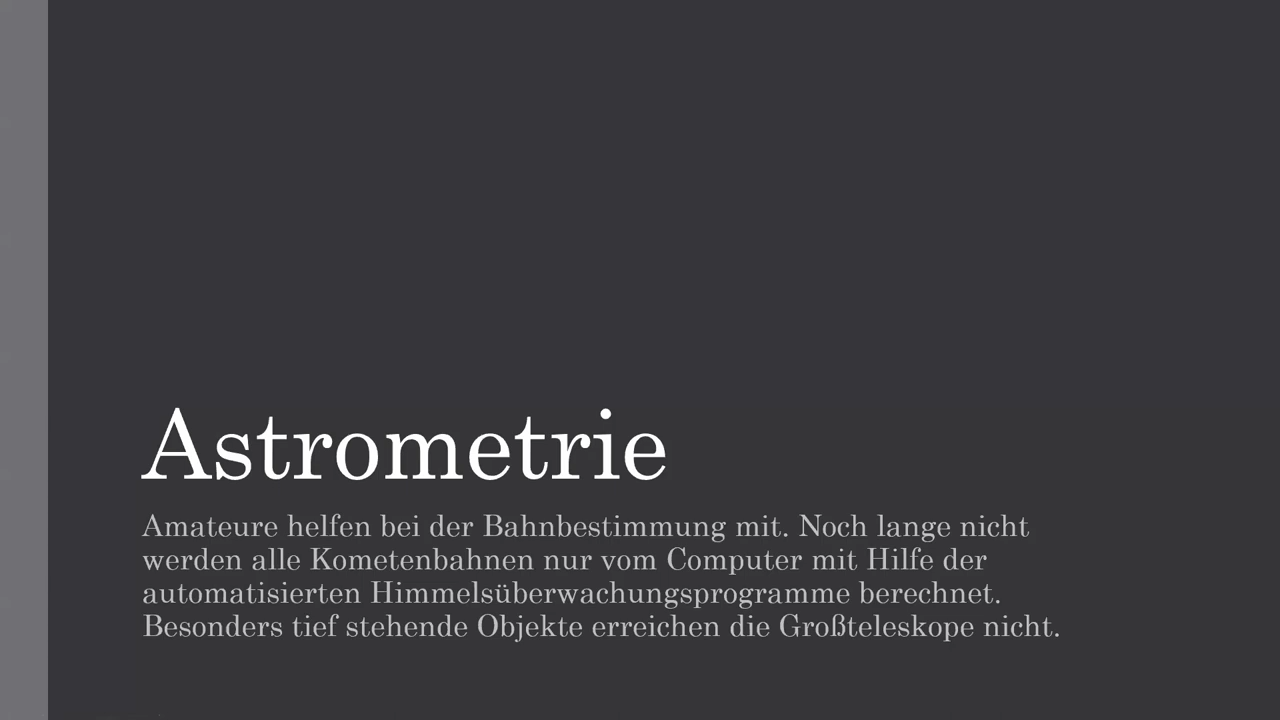 Astrometrie
Amateure helfen bei der Bahnbestimmung mit. Noch lange nicht
werden alle Kometenbahnen nur vom Computer mit Hilfe der
automatisierten Himmelsüberwachungsprogramme berechnet.
Besonders tief stehende Objekte erreichen die Großteleskope nicht.